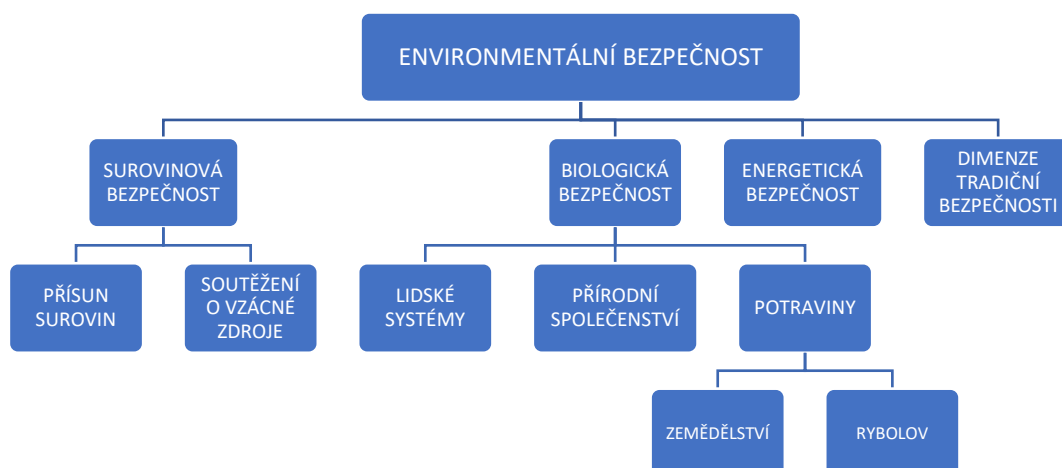 ENVIRONMENTÁLNÍ BEZPEČNOST
SUROVINOVÁ
BEZPEČNOST
BIOLOGICKÁ
BEZPEČNOST
ENERGETICKÁ
BEZPEČNOST
DIMENZE
TRADIČNÍ
BEZPEČNOSTI
PŘÍSUN
SUROVIN
SOUTĚŽENÍ
O VZÁCNÉ
ZDROJE
LIDSKÉ
SYSTÉMY
PŘÍRODNÍ
SPOLEČENSTVÍ
POTRAVINY
ZEMĚDĚLSTVÍ
RYBOLOV